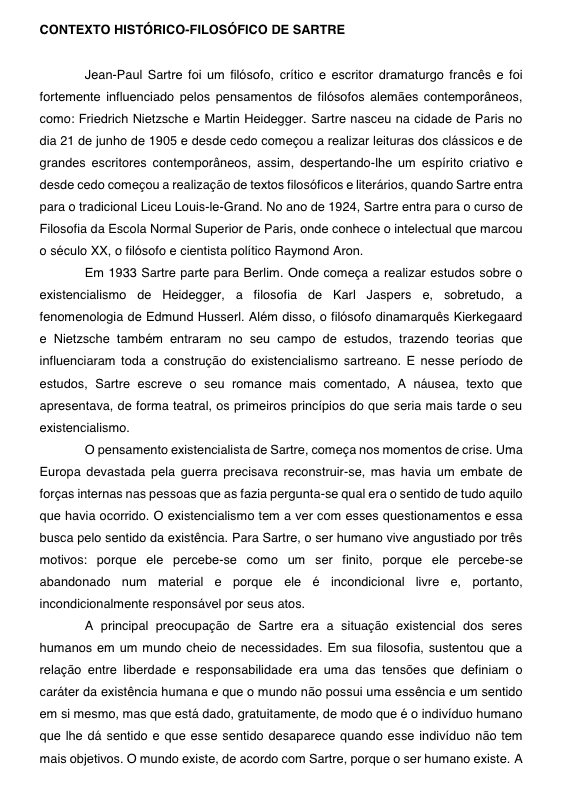 CONTEXTO HISTÓRICO-FILOSÓFICO DE SARTRE
Jean-Paul Sartre foi um filósofo, crítico e escritor dramaturgo francês e foi
fortemente influenciado pelos pensamentos de filósofos alemães contemporâneos,
como: Friedrich Nietzsche e Martin Heidegger. Sartre nasceu na cidade de Paris no
dia 21 de junho de 1905 e desde cedo começou a realizar leituras dos clássicos e de
grandes escritores contemporâneos, assim, despertando-lhe um espírito criativo e
desde cedo começou a realização de textos filosóficos e literários, quando Sartre entra
para o tradicional Liceu Louis-le-Grand. No ano de 1924, Sartre entra para o curso de
Filosofia da Escola Normal Superior de Paris, onde conhece o intelectual que marcou
o século XX, o filósofo e cientista político Raymond Aron.
Em 1933 Sartre parte para Berlim. Onde começa a realizar estudos sobre o
existencialismo de Heidegger, a filosofia de Karl Jaspers e, sobretudo, a
fenomenologia de Edmund Husserl. Além disso, o filósofo dinamarquês Kierkegaard
e Nietzsche também entraram no seu campo de estudos, trazendo teorias que
influenciaram toda a construção do existencialismo sartreano. E nesse período de
estudos, Sartre escreve o seu romance mais comentado, A náusea, texto que
apresentava, de forma teatral, os primeiros princípios do que seria mais tarde o seu
existencialismo.
O pensamento existencialista de Sartre, começa nos momentos de crise. Uma
Europa devastada pela guerra precisava reconstruir-se, mas havia um embate de
forças internas nas pessoas que as fazia pergunta-se qual era o sentido de tudo aquilo
que havia ocorrido. O existencialismo tem a ver com esses questionamentos e essa
busca pelo sentido da existência. Para Sartre, o ser humano vive angustiado por três
motivos: porque ele percebe-se como um ser finito, porque ele percebe-se
abandonado num material e porque ele é incondicional livre e, portanto,
incondicionalmente responsável por seus atos.
A principal preocupação de Sartre era a situação existencial dos seres
humanos em um mundo cheio de necessidades. Em sua filosofia, sustentou que a
relação entre liberdade e responsabilidade era uma das tensões que definiam o
caráter da existência humana e que o mundo não possui uma essência e um sentido
em si mesmo, mas que está dado, gratuitamente, de modo que é o indivíduo humano
que lhe dá sentido e que esse sentido desaparece quando esse indivíduo não tem
mais objetivos. O mundo existe, de acordo com Sartre, porque o ser humano existe. A